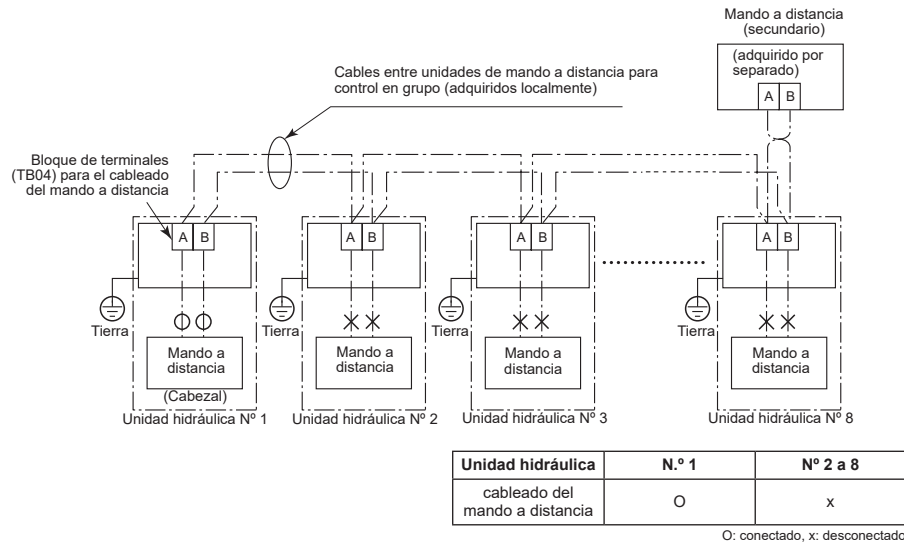 Mando a distancia
(secundario)
(adquirido por
separado)
A B
Cables entre unidades de mando a distancia para
control en grupo (adquiridos localmente)
Bloque de terminales
(TB04) para el cableado
del mando a distancia
A B
A B
A B
A B
Tierra
Tierra
Tierra
Tierra
Mando a
distancia
(Cabezal)
Mando a
distancia
Mando a
distancia
Mando a
distancia
Unidad hidráulica Nº 1
Unidad hidráulica Nº 2
Unidad hidráulica Nº 3
Unidad hidráulica Nº 8
Unidad hidráulica N.º 1 Nº 2 a 8
cableado del
mando a distancia O x
O: conectado, x: desconectado